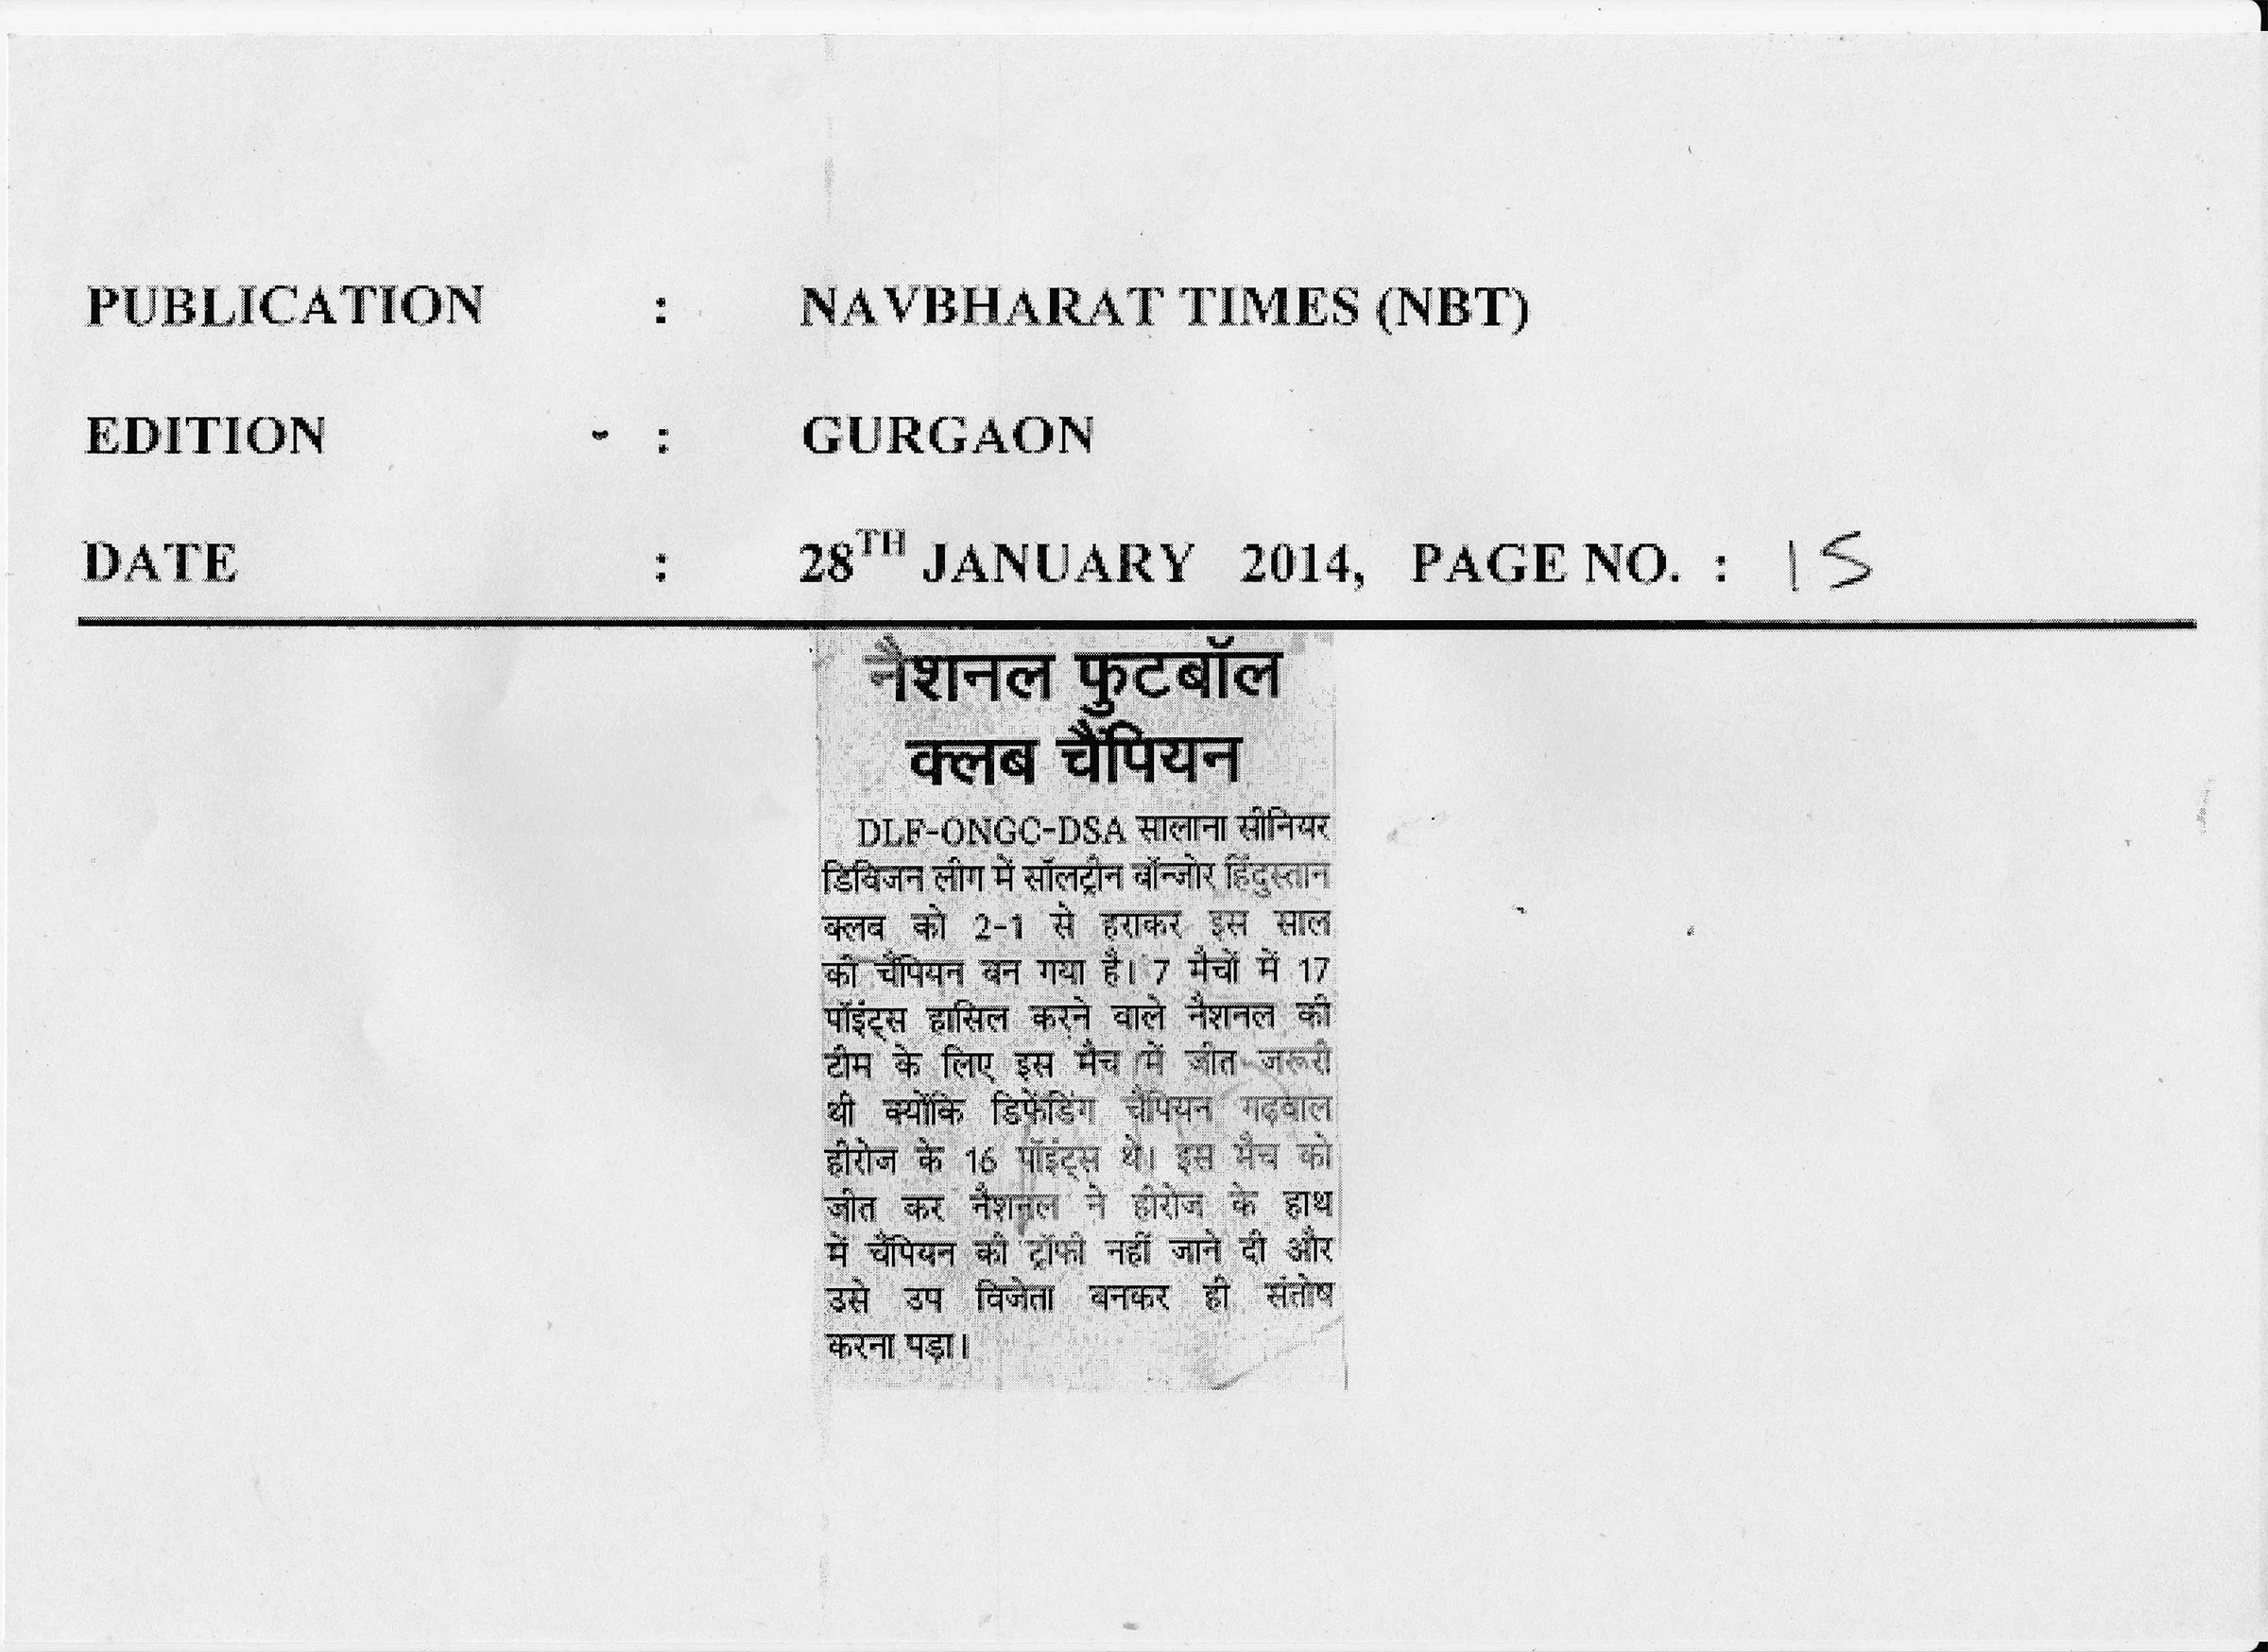 PUBLICATION : NAVBHARAT TIMES (NBT)
EDITION - : GURGAON
DATE : 28TH JANUARY 2014, PAGE NO. : 15
नैशनल फुटबॉल
क्लब चैंपियन
DLF-ONGC-DSA सालाना सीनियर
डिविजन लीग में सॉलट्रीन बॉन्जोर हिंदुस्तान
क्लब को 2-1 से हराकर इस साल
की चैंपियन बन गया है। 7 मैचों में 17
पॉइंट्स हासिल करने वाले नैशनल की
टीम के लिए इस मैच में जीत जरूरी
थी क्योंकि डिफेंडिंग चैंपियन गढ़वाल
हीरोज के 16 पॉइंट्स थे। इस मैच को
जीत कर नैशनल ने हीरोज के हाथ
में चैंपियन की ट्रॉफी नहीं जाने दी और
उसे उप विजेता बनकर ही संतोष
करना पड़ा।